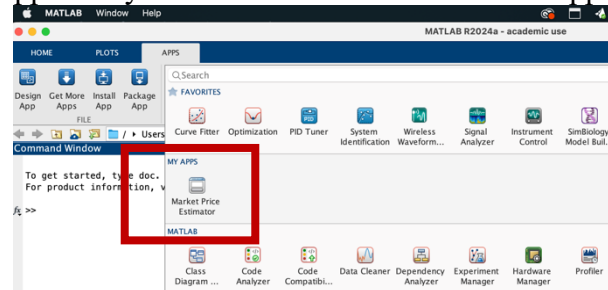 MATLAB Window Help
MATLAB R2024a - academic use
HOME PLOTS APPS
Design App
Get More Apps
Install App
Package App
FILE
Search
FAVORITES
Curve Fitter
Optimization
PID Tuner
System Identification
Wireless Waveform...
Signal Analyzer
Instrument Control
SimBiology Model Buil.
/ ▸ Users
Command Window
To get started, type doc.
For product information, v
fx >>
MY APPS
Market Price Estimator
MATLAB
Class Diagram ...
Code Analyzer
Code Compatibi...
Data Cleaner
Dependency Analyzer
Experiment Manager
Hardware Manager
Profiler